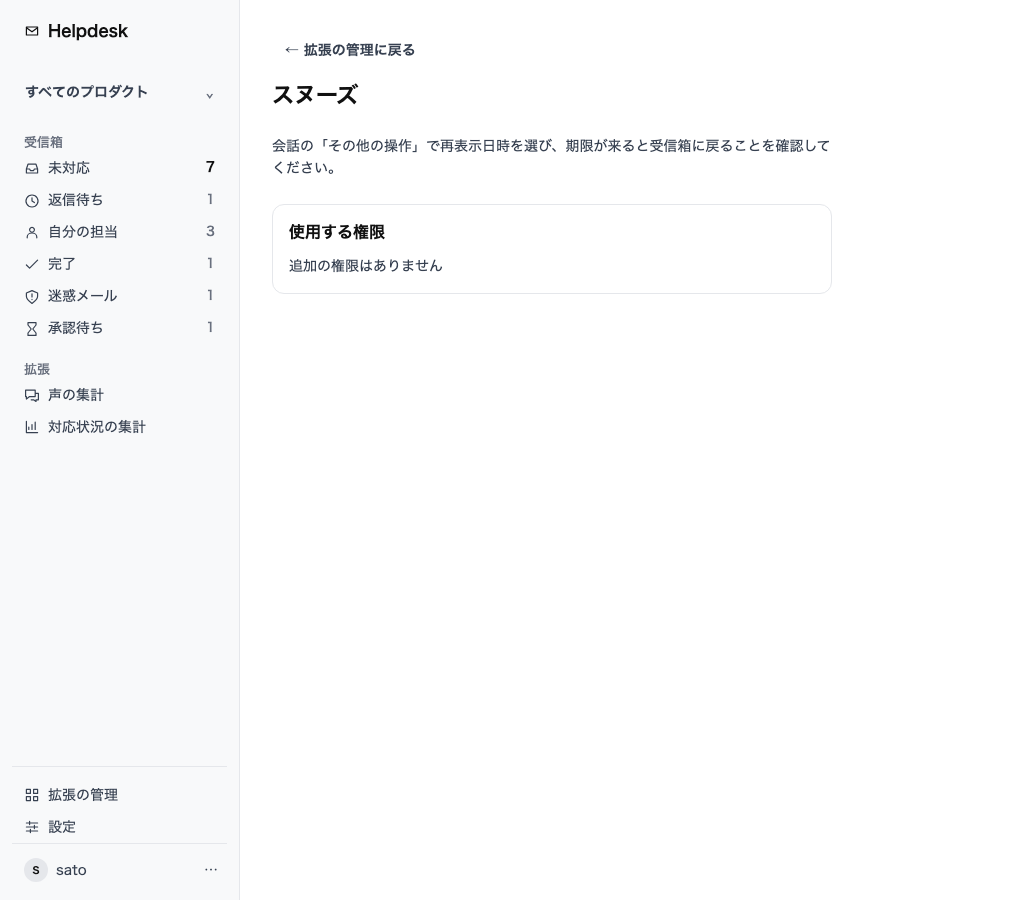 Helpdesk
すべてのプロダクト
受信箱
未対応 7
返信待ち 1
自分の担当 3
完了 1
迷惑メール 1
承認待ち 1
拡張
声の集計
対応状況の集計
拡張の管理
設定
S sato ...
← 拡張の管理に戻る
スヌーズ
会話の「その他の操作」で再表示日時を選び、期限が来ると受信箱に戻ることを確認して
ください。
使用する権限
追加の権限はありません